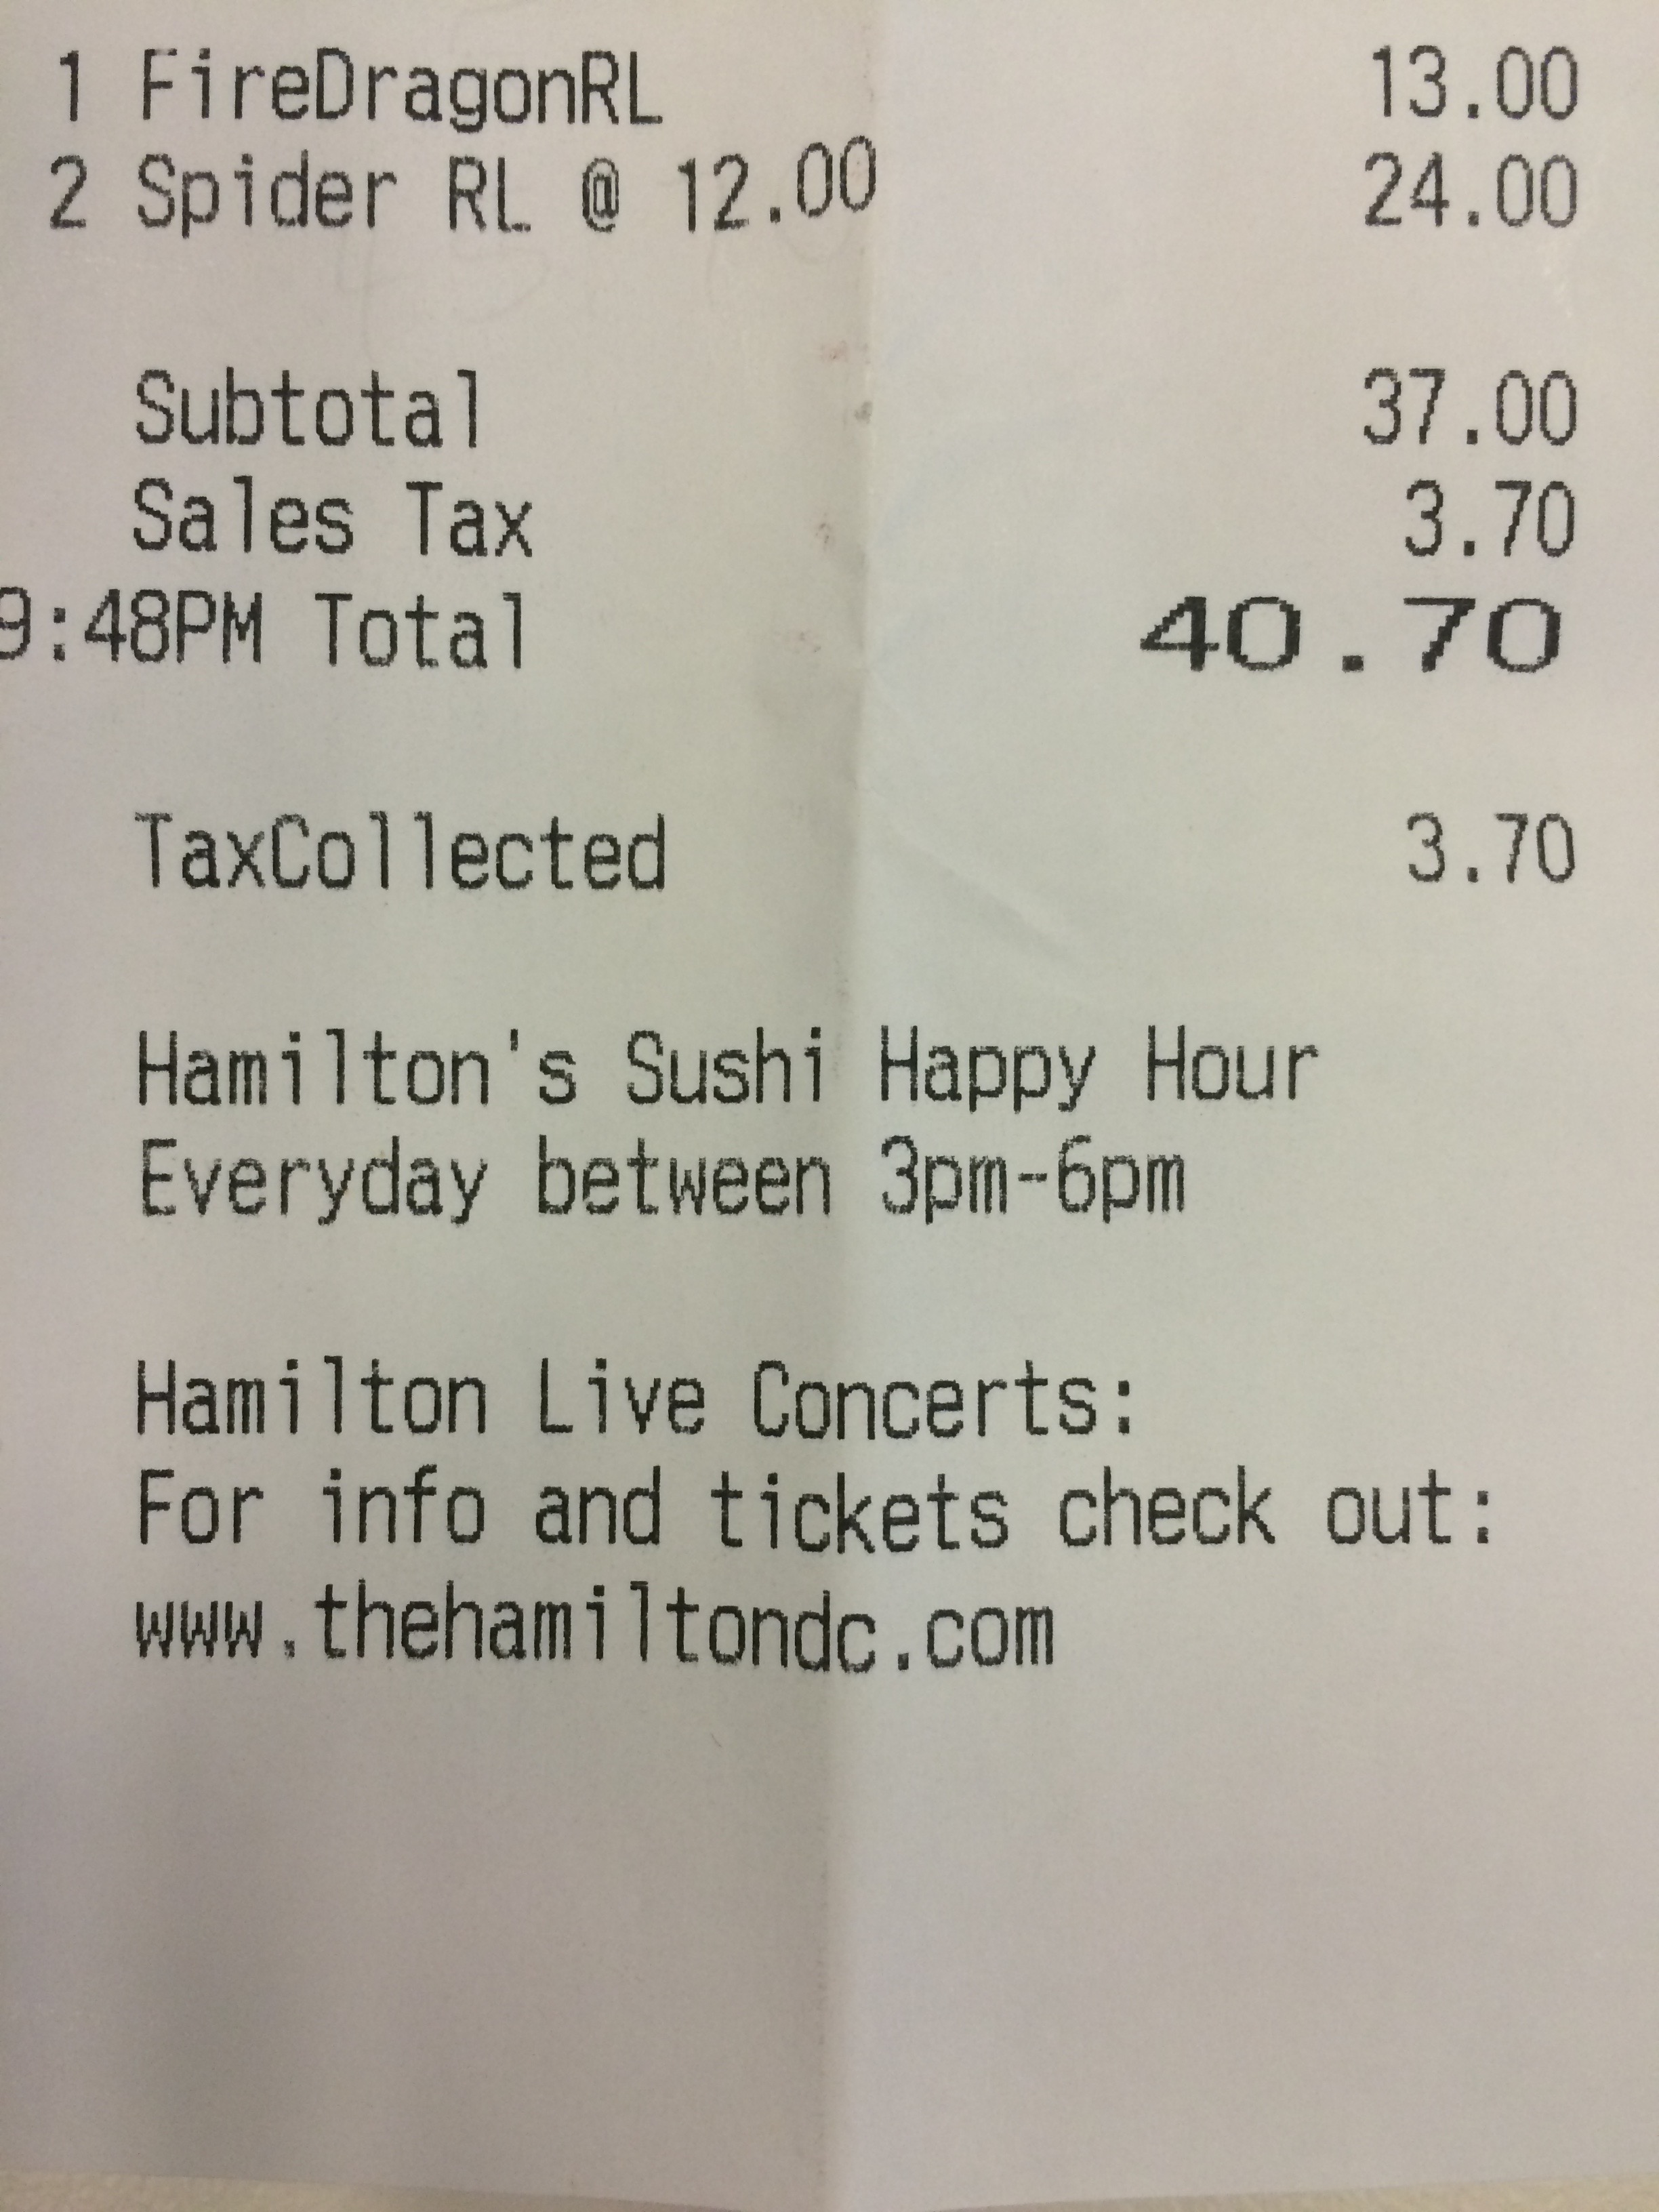 1 FireDragonRL 13.00
2 Spider RL @ 12.00 24.00
Subtotal 37.00
Sales Tax 3.70
9:48PM Total 40.70
TaxCollected 3.70
Hamilton's Sushi Happy Hour
Everyday between 3pm-6pm
Hamilton Live Concerts:
For info and tickets check out:
www.thehamiltondc.com